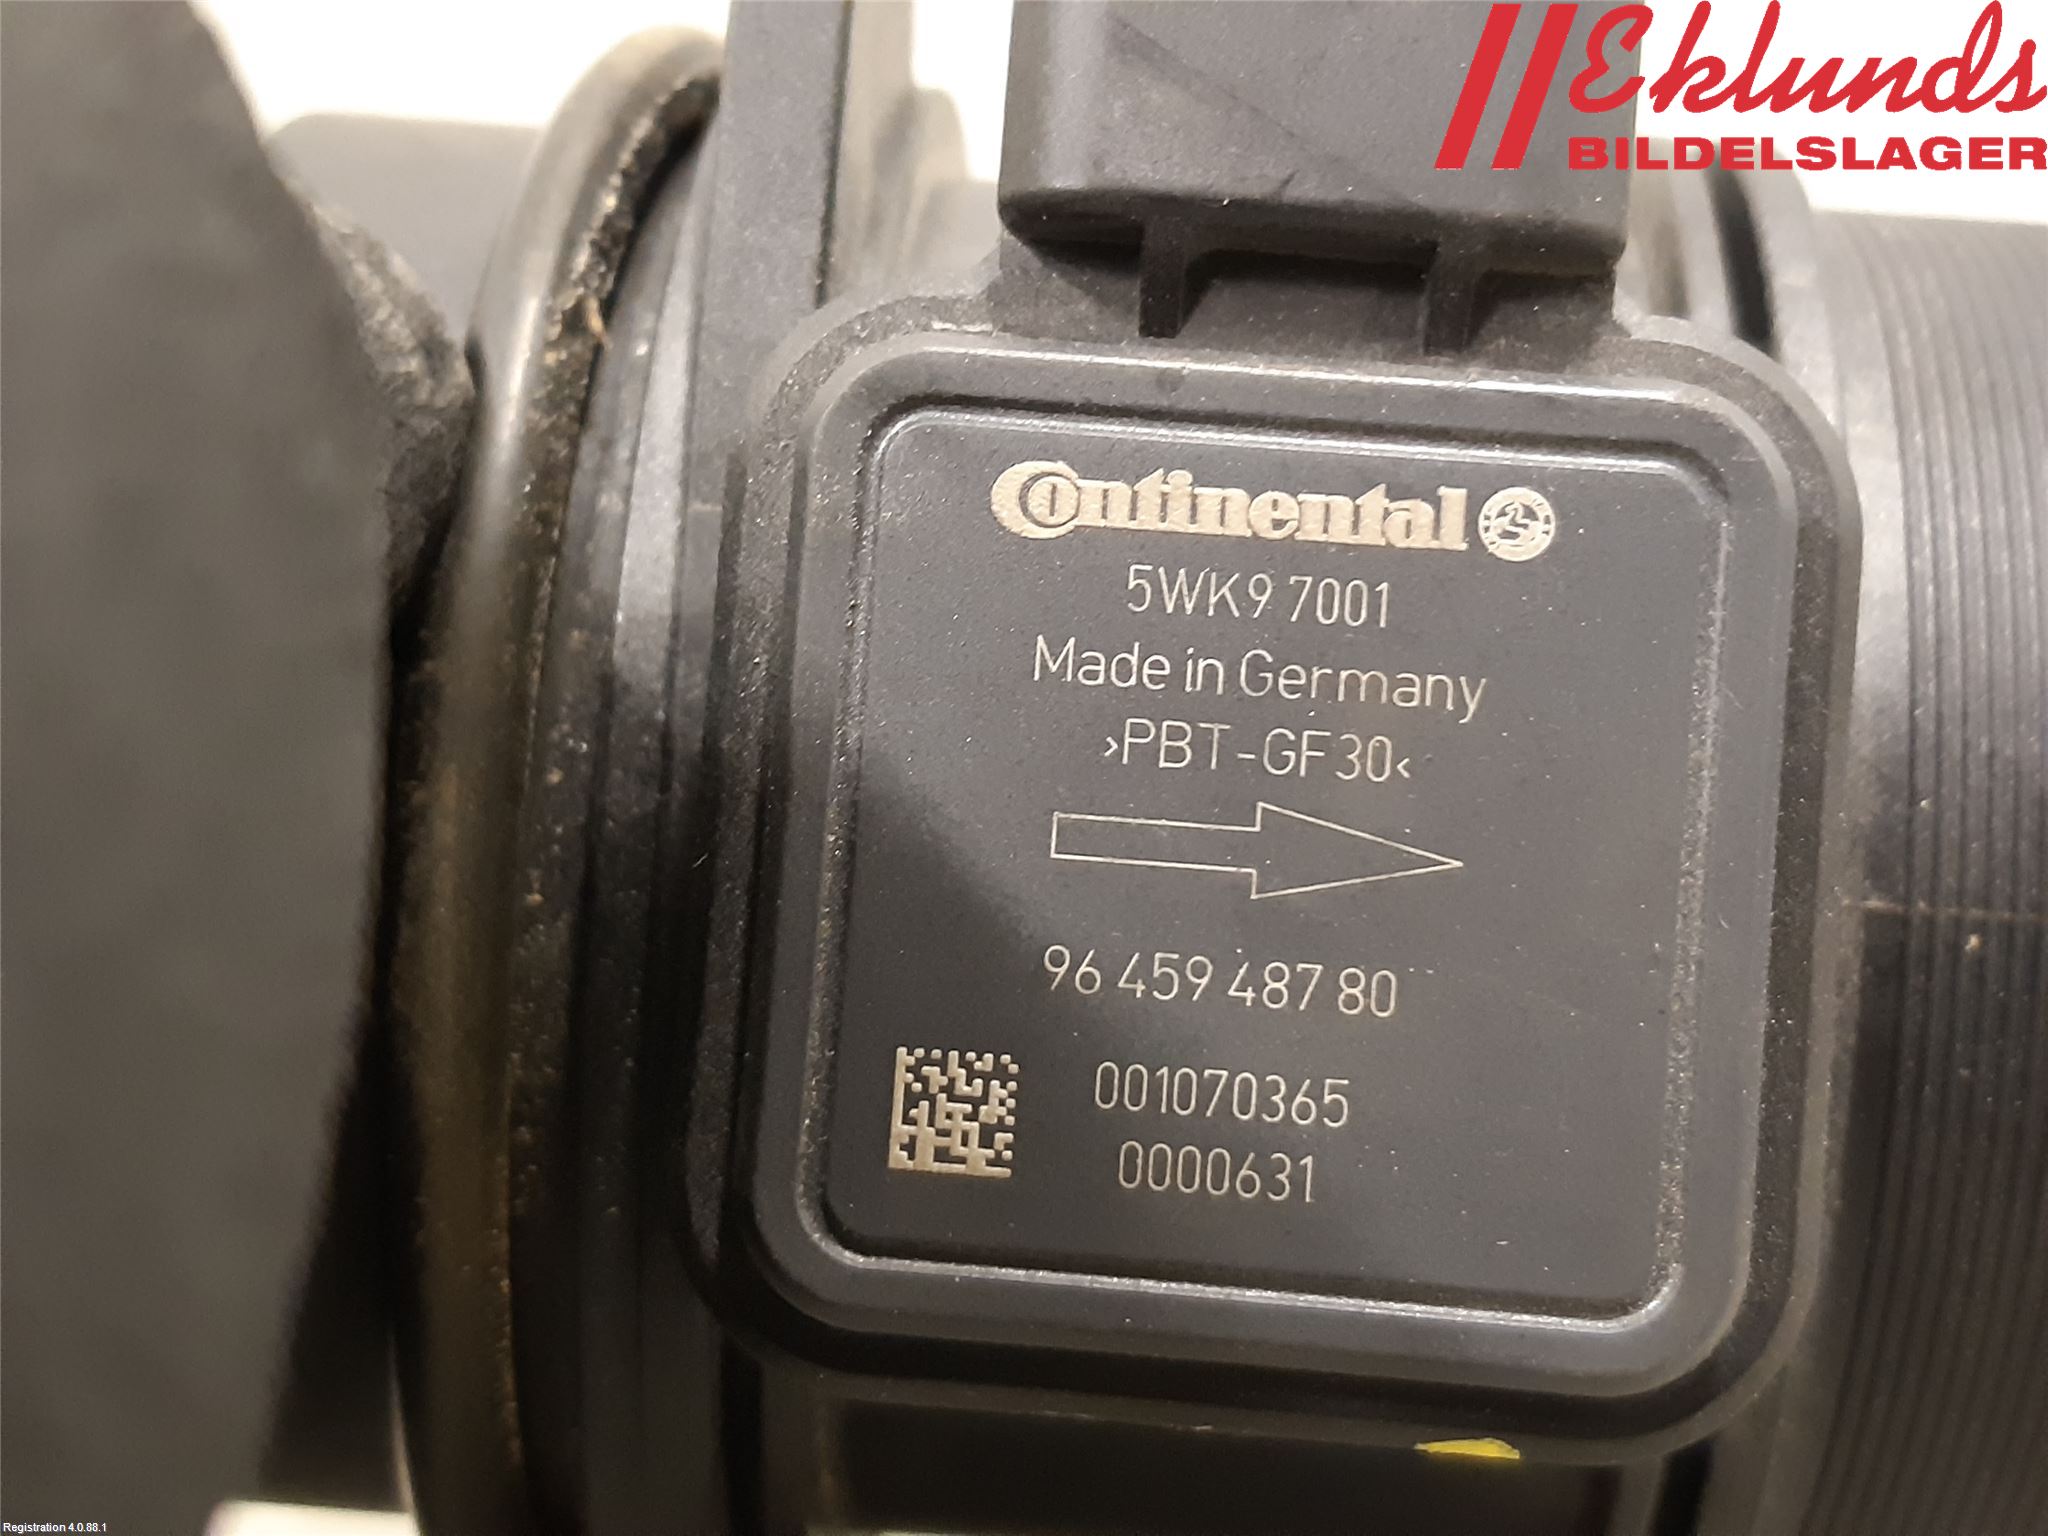 Eklunds
BILDELSLAGER
Continental
5WK9 7001
Made in Germany
›PBT-GF30‹
96 459 487 80
001070365
0000631
Registration 4.0.88.1